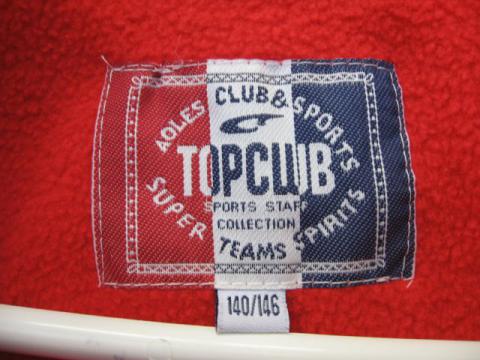 AOLES CLUB & SPORTS
TOPCLUB
SPORTS STAR
COLLECTION
SUPER TEAMS SPIRITS
140/146